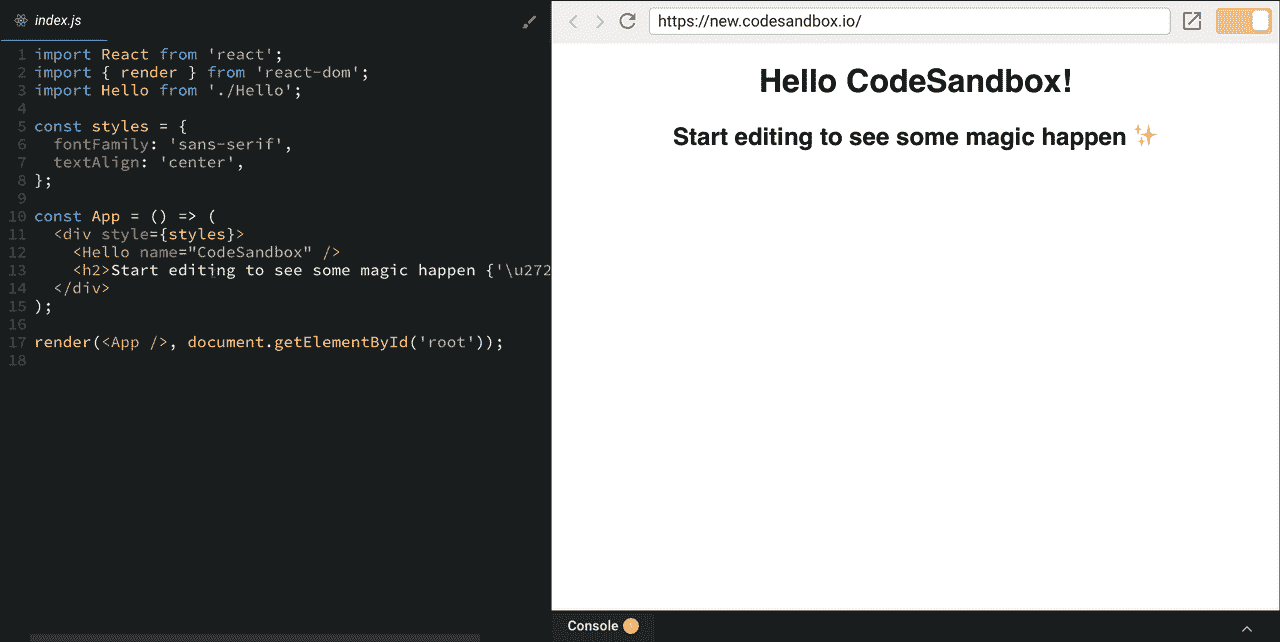 index.js
1 import React from 'react';
2 import { render } from 'react-dom';
3 import Hello from './Hello';
4
5 const styles = {
6   fontFamily: 'sans-serif',
7   textAlign: 'center',
8 };
9
10 const App = () => (
11   <div style={styles}>
12     <Hello name="CodeSandbox" />
13     <h2>Start editing to see some magic happen {'\u272
14   </div>
15 );
16
17 render(<App />, document.getElementById('root'));
18
https://new.codesandbox.io/
Hello CodeSandbox!
Start editing to see some magic happen ✨
Console